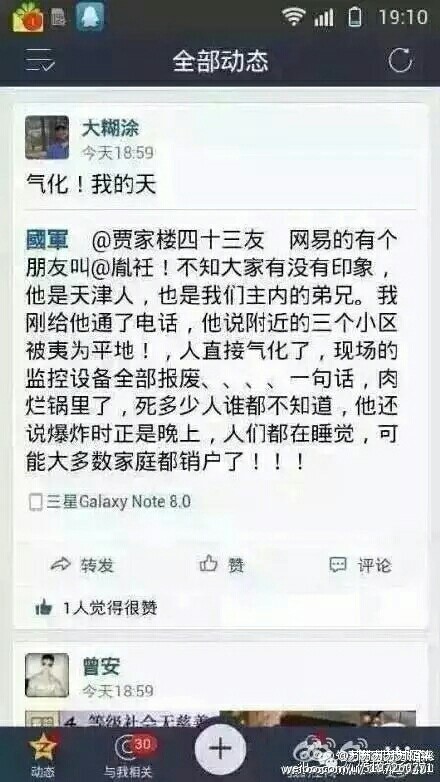 19:10
全部动态
大糊涂
今天18:59
气化！我的天
國軍 @贾家楼四十三友 网易的有个
朋友叫@胤衽！不知大家有没有印象，
他是天津人，也是我们主内的弟兄。我
刚给他通了电话，他说附近的三个小区
被夷为平地！，人直接气化了，现场的
监控设备全部报废、、、、一句话，肉
烂锅里了，死多少人谁都不知道，他还
说爆炸时正是晚上，人们都在睡觉，可
能大多数家庭都销户了！！！
三星Galaxy Note 8.0
转发 赞 评论
1人觉得很赞
曾安
今天18:59
等级社会无慈善
动态
30
与我相关